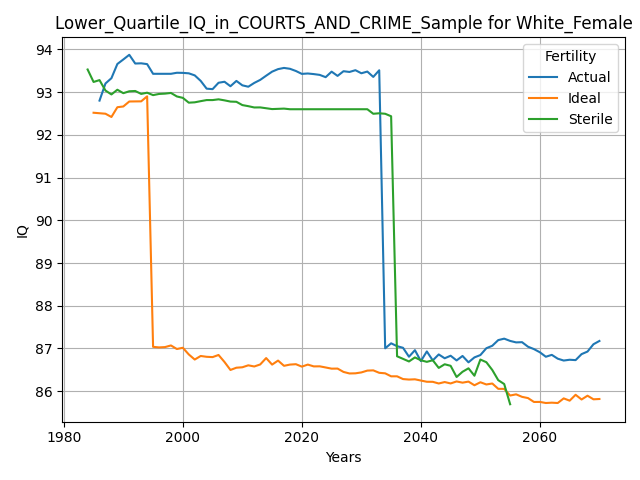 Lower_Quartile_IQ_in_COURTS_AND_CRIME_Sample for White_Female
Fertility
Actual
Ideal
Sterile
IQ
94
93
92
91
90
89
88
87
86
1980
2000
2020
2040
2060
Years